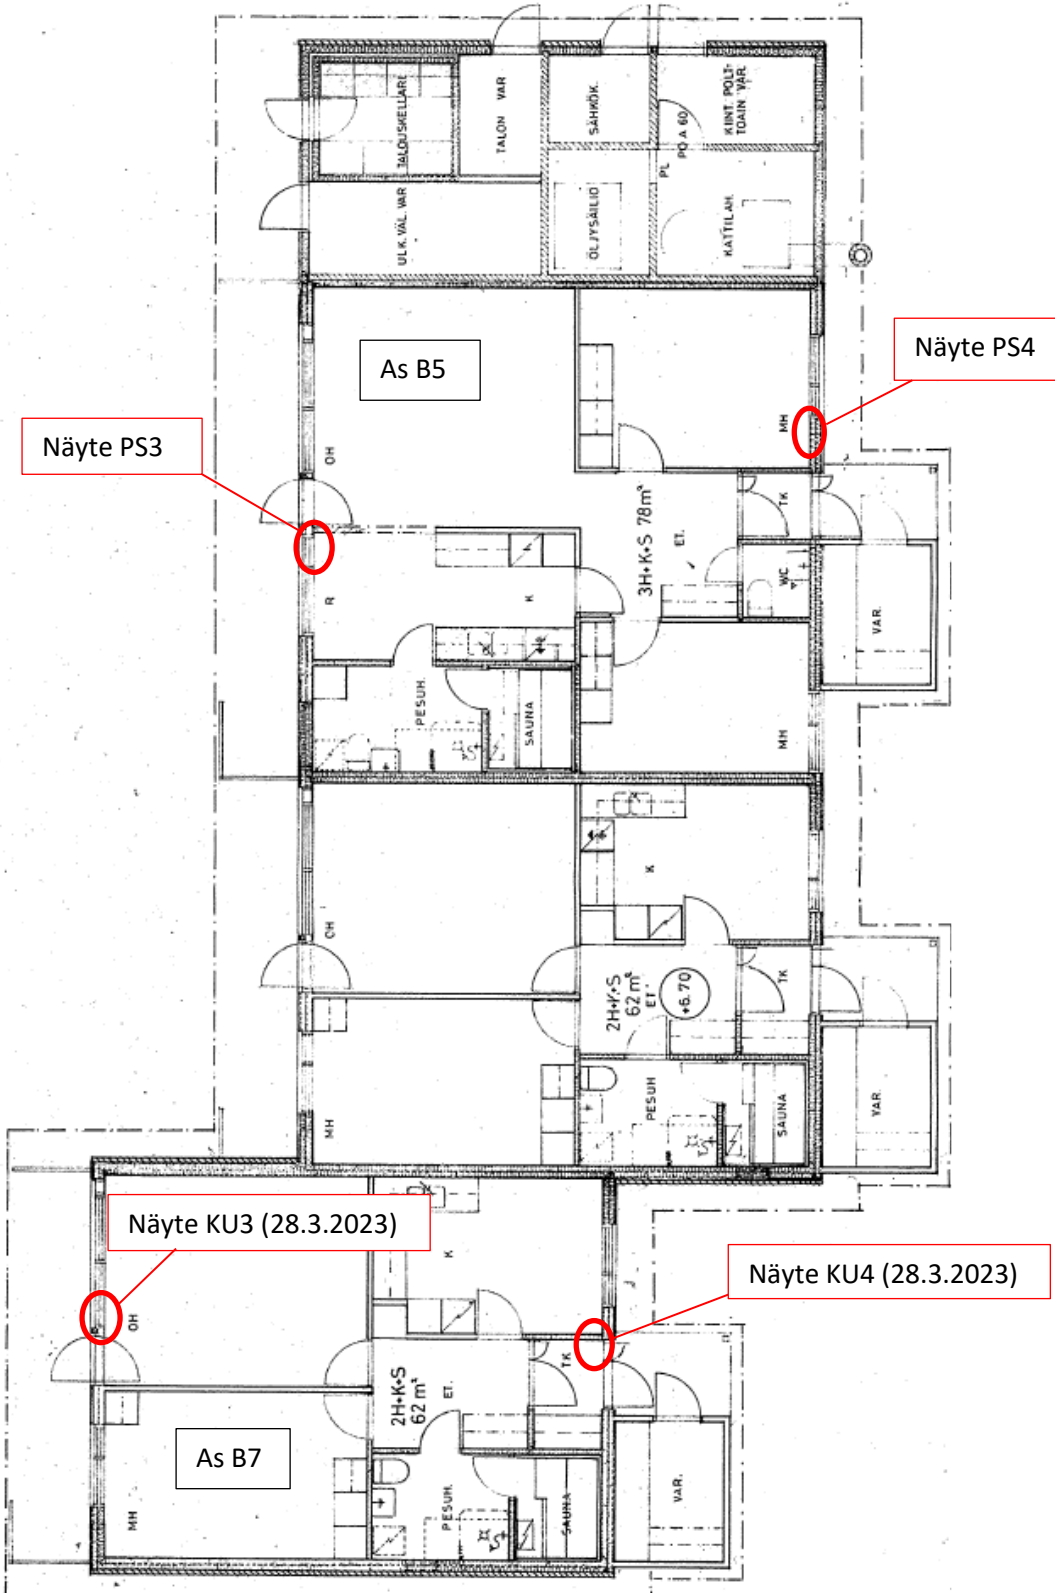 TALOUSKELLARI
TALON VAR
SÄHKÖK.
KIINT. POLT-
TOAIN. VAR.
PO A 60
PL
ULK. VÄL. VAR
ÖLJYSÄILIÖ
KATTILAH.
As B5
Näyte PS4
Näyte PS3
OH
MH
3H+K+S 78m²
ET.
TK
WC
VAR.
R
K
PESUH.
SAUNA
MH
K
OH
2H+K+S
62 m²
ET.
+6.70
TK
MH
PESUH
SAUNA
VAR.
Näyte KU3 (28.3.2023)
K
Näyte KU4 (28.3.2023)
OH
TK
2H+K+S
62 m²
ET.
As B7
MH
PESUH.
SAUNA
VAR.